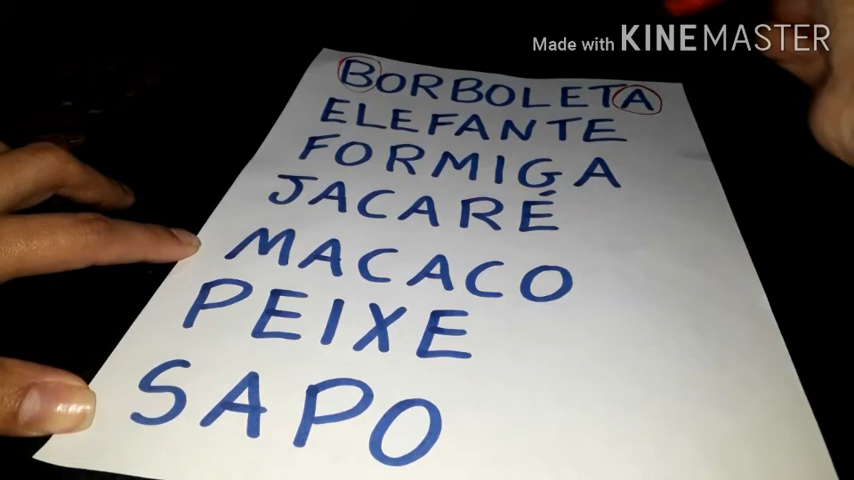 Made with KINEMASTER
BORBOLETA
ELEFANTE
FORMIGA
JACARÉ
MACACO
PEIXE
SAPO